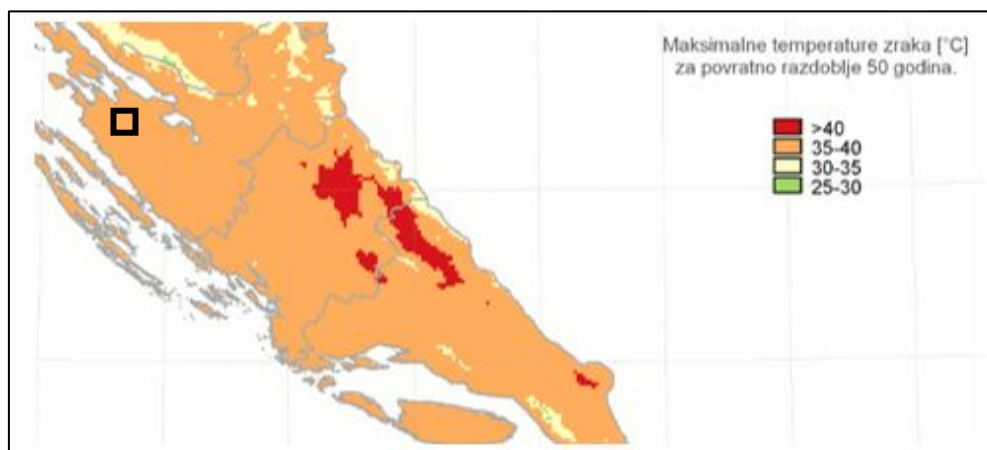 Maksimalne temperature zraka [°C]
za povratno razdoblje 50 godina.
>40
35-40
30-35
25-30